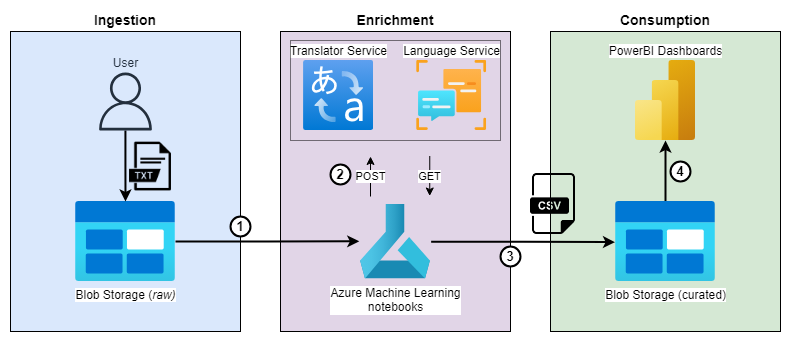 Ingestion
Enrichment
Consumption
Translator Service
Language Service
PowerBI Dashboards
User
あ
a
TXT
2
POST
GET
4
CSV
1
3
Blob Storage (raw)
Azure Machine Learning
notebooks
Blob Storage (curated)